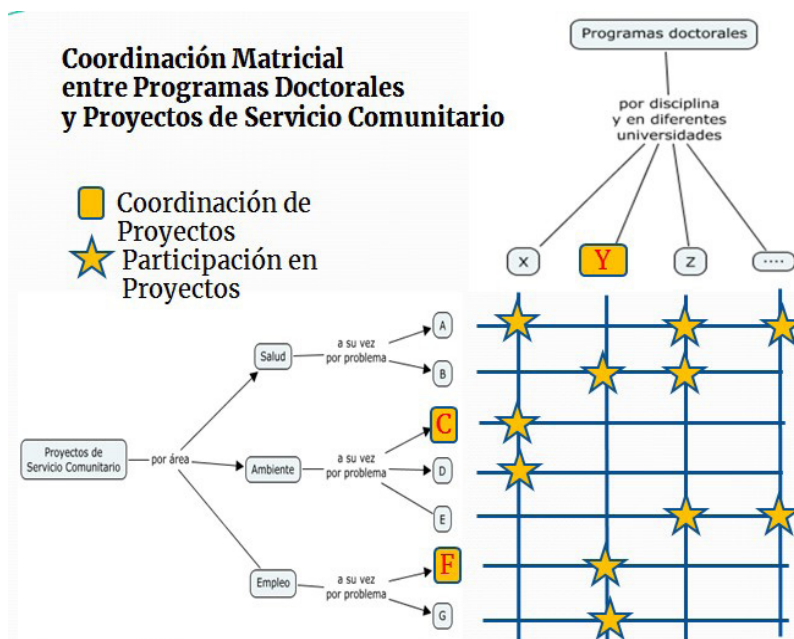 Coordinación Matricial
entre Programas Doctorales
y Proyectos de Servicio Comunitario
Programas doctorales
por disciplina
y en diferentes
universidades
Coordinación de
Proyectos
Participación en
Proyectos
x
Y
z
....
A
Salud
a su vez
por problema
B
C
Proyectos de
Servicio Comunitario
por área
Ambiente
a su vez
por problema
D
E
F
Empleo
a su vez
por problema
G